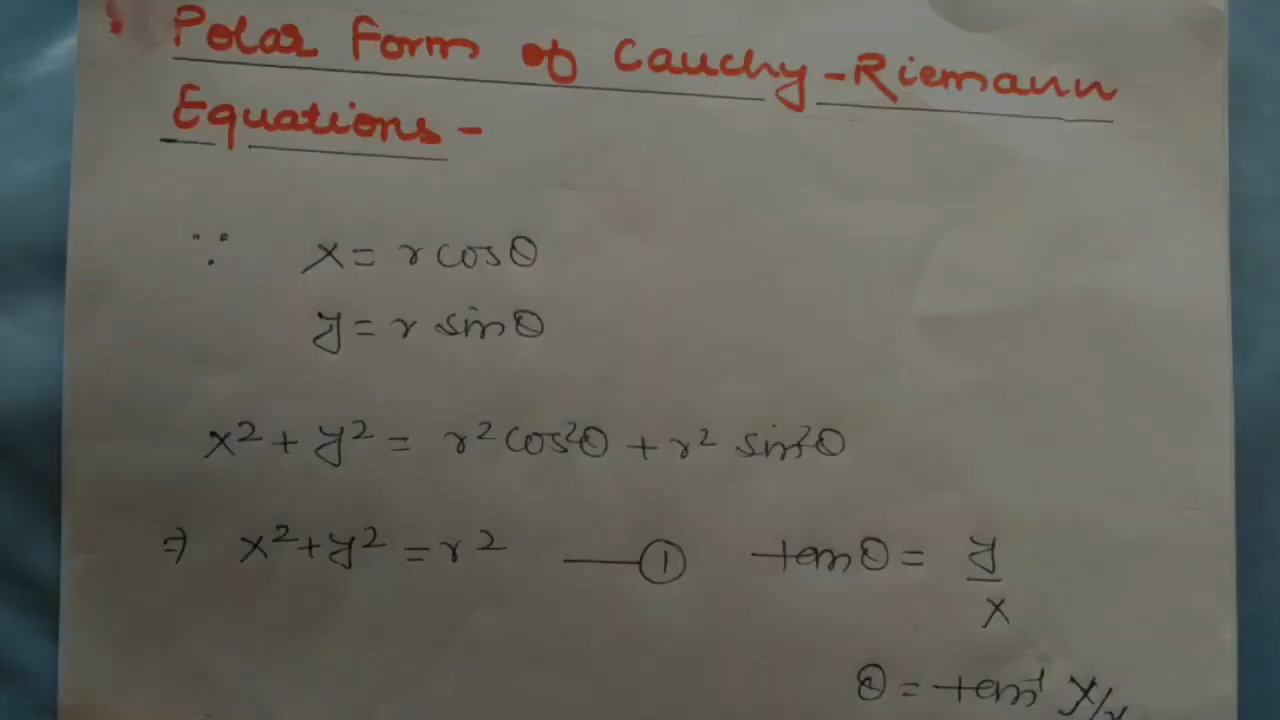 Polar Form of Cauchy-Riemann
Equations-
∵ x = r cosθ
y = r sinθ
x² + y² = r² cos²θ + r² sin²θ
⇒ x² + y² = r² —① tanθ = y/x
θ = tan⁻¹ y/x